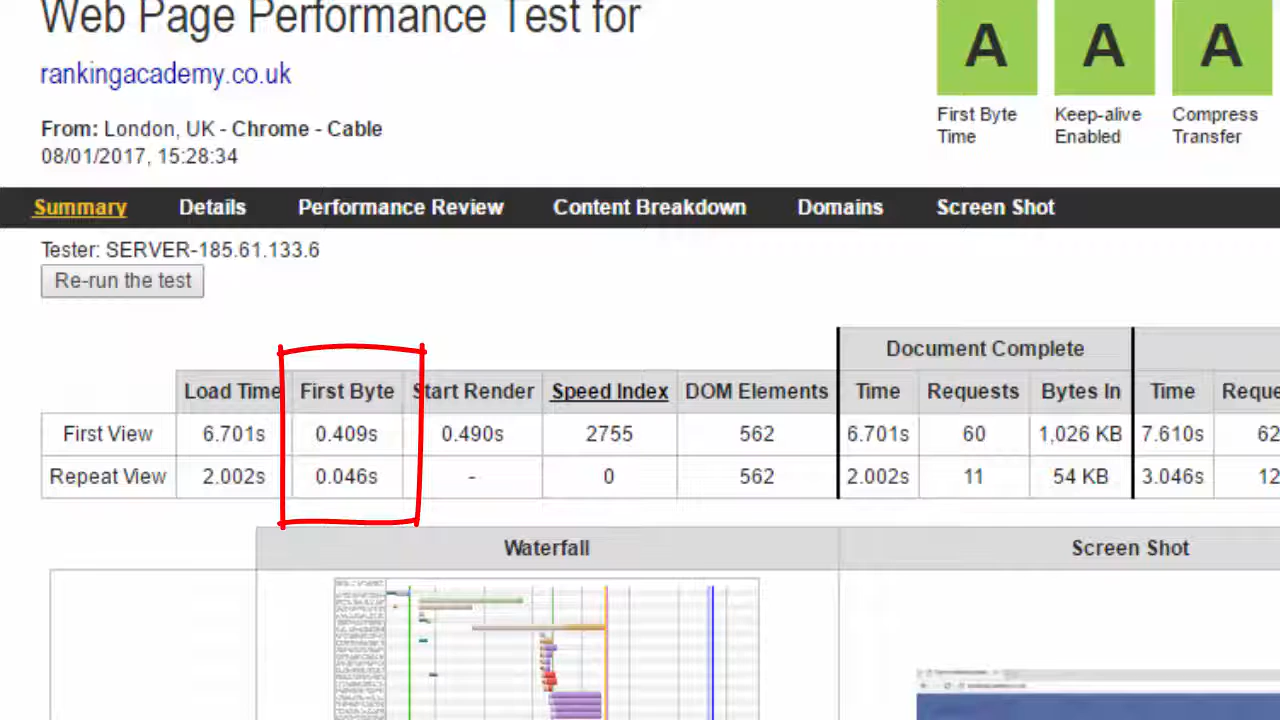 Web Page Performance Test for
rankingacademy.co.uk
From: London, UK - Chrome - Cable
08/01/2017, 15:28:34
A A A
First Byte Time
Keep-alive Enabled
Compress Transfer
Summary Details Performance Review Content Breakdown Domains Screen Shot
Tester: SERVER-185.61.133.6
Re-run the test
Document Complete
Load Time First Byte Start Render Speed Index DOM Elements Time Requests Bytes In Time Reque
First View 6.701s 0.409s 0.490s 2755 562 6.701s 60 1,026 KB 7.610s 62
Repeat View 2.002s 0.046s - 0 562 2.002s 11 54 KB 3.046s 12
Waterfall Screen Shot